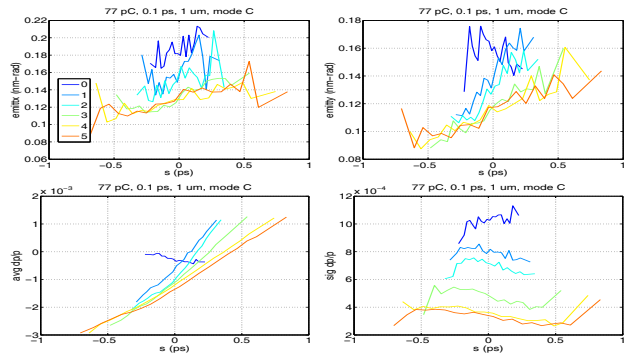 77 pC, 0.1 ps, 1 um, mode C
0.22
0.2
0.18
0.16
0.14
0.12
0.1
0.08
0.06
emittx (nm-rad)
0
1
2
3
4
5
−1 −0.5 0 0.5 1
s (ps)
77 pC, 0.1 ps, 1 um, mode C
0.18
0.16
0.14
0.12
0.1
0.08
emitty (nm-rad)
−1 −0.5 0 0.5 1
s (ps)
x 10⁻³ 77 pC, 0.1 ps, 1 um, mode C
2
1
0
−1
−2
−3
avg dp/p
−1 −0.5 0 0.5 1
s (ps)
x 10⁻⁴ 77 pC, 0.1 ps, 1 um, mode C
12
10
8
6
4
2
sig dp/p
−1 −0.5 0 0.5 1
s (ps)